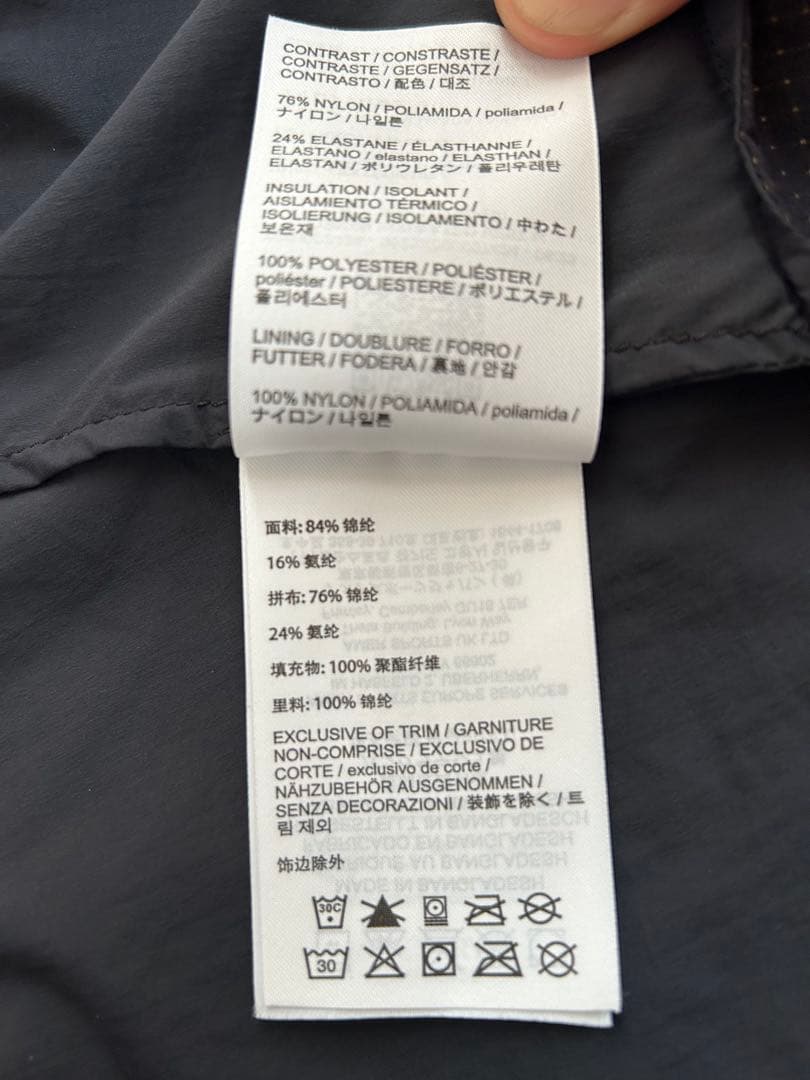 CONTRAST / CONSTRASTE /
CONTRASTE / GEGENSATZ /
CONTRASTO / 配色 / 대조
76% NYLON / POLIAMIDA / poliamida /
ナイロン / 나일론
24% ELASTANE / ÉLASTHANNE /
ELASTANO / elastano / ELASTHAN /
ELASTAN / ポリウレタン / 폴리우레탄
INSULATION / ISOLANT /
AISLAMIENTO TÉRMICO /
ISOLIERUNG / ISOLAMENTO / 中わた /
보온재
100% POLYESTER / POLIÉSTER /
poliéster / POLIESTERE / ポリエステル /
폴리에스터
LINING / DOUBLURE / FORRO /
FUTTER / FODERA / 裏地 / 안감
100% NYLON / POLIAMIDA / poliamida /
ナイロン / 나일론
面料: 84% 锦纶
16% 氨纶
拼布: 76% 锦纶
24% 氨纶
填充物: 100% 聚酯纤维
里料: 100% 锦纶
EXCLUSIVE OF TRIM / GARNITURE
NON-COMPRISE / EXCLUSIVO DE
CORTE / exclusivo de corte /
NÄHZUBEHÖR AUSGENOMMEN /
SENZA DECORAZIONI / 装飾を除く / 트
림 제외
饰边除外
30C
30